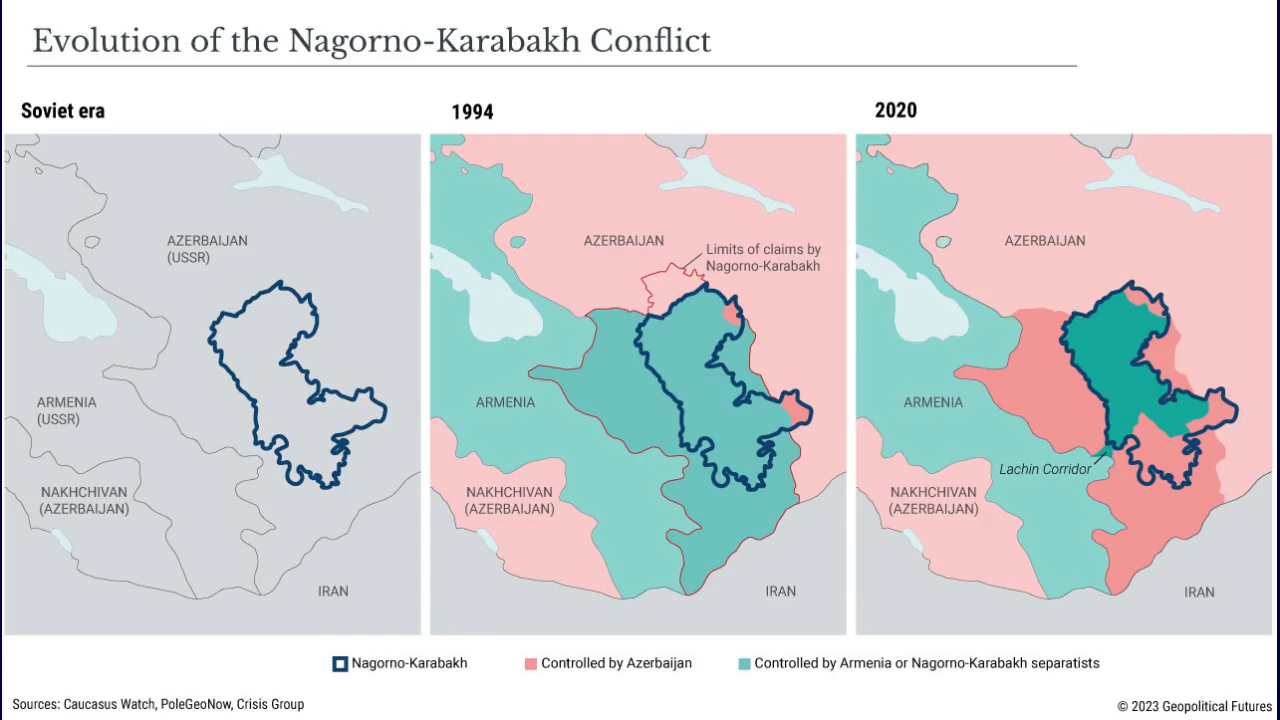 Evolution of the Nagorno-Karabakh Conflict
Soviet era
AZERBAIJAN
(USSR)
ARMENIA
(USSR)
NAKHCHIVAN
(AZERBAIJAN)
IRAN
1994
AZERBAIJAN
Limits of claims by
Nagorno-Karabakh
ARMENIA
NAKHCHIVAN
(AZERBAIJAN)
IRAN
2020
AZERBAIJAN
ARMENIA
Lachin Corridor
NAKHCHIVAN
(AZERBAIJAN)
IRAN
Nagorno-Karabakh
Controlled by Azerbaijan
Controlled by Armenia or Nagorno-Karabakh separatists
Sources: Caucasus Watch, PoleGeoNow, Crisis Group
© 2023 Geopolitical Futures